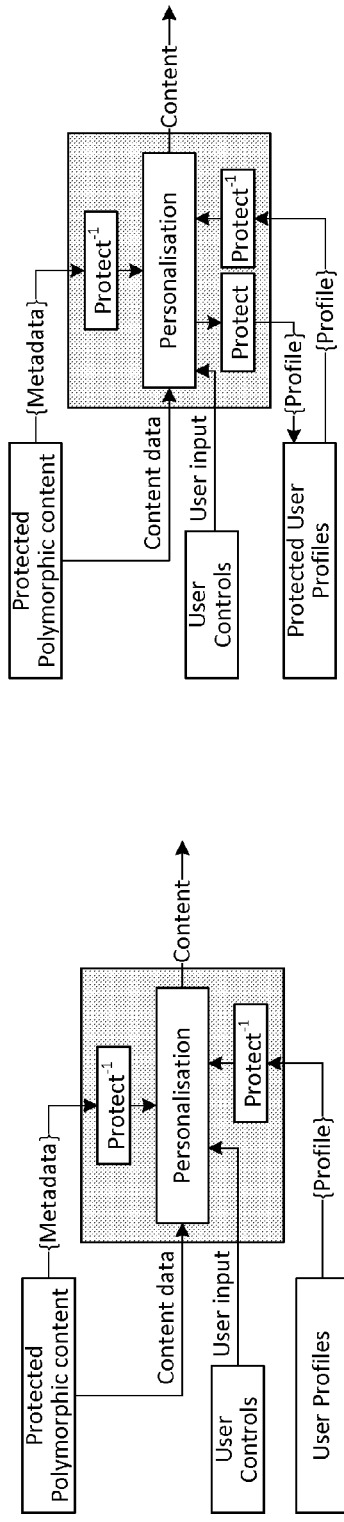 Protected
Polymorphic content
{Metadata}
Protect-1
Content data
Personalisation
Content
User input
User
Controls
Protect-1
User Profiles
{Profile}
Protected
Polymorphic content
{Metadata}
Protect-1
Content data
Personalisation
Content
User input
User
Controls
Protect
Protect-1
{Profile}
Protected User
Profiles
{Profile}